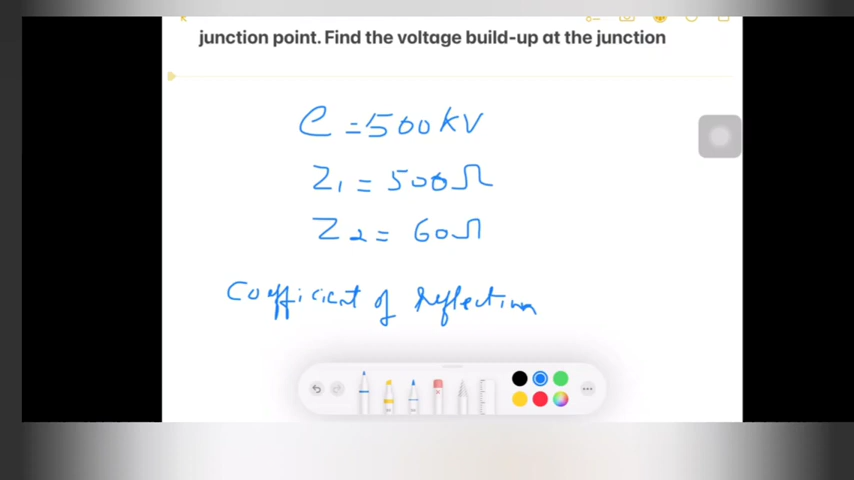 junction point. Find the voltage build-up at the junction
e = 500 kV
Z₁ = 500 Ω
Z₂ = 60 Ω
Coefficient of reflection